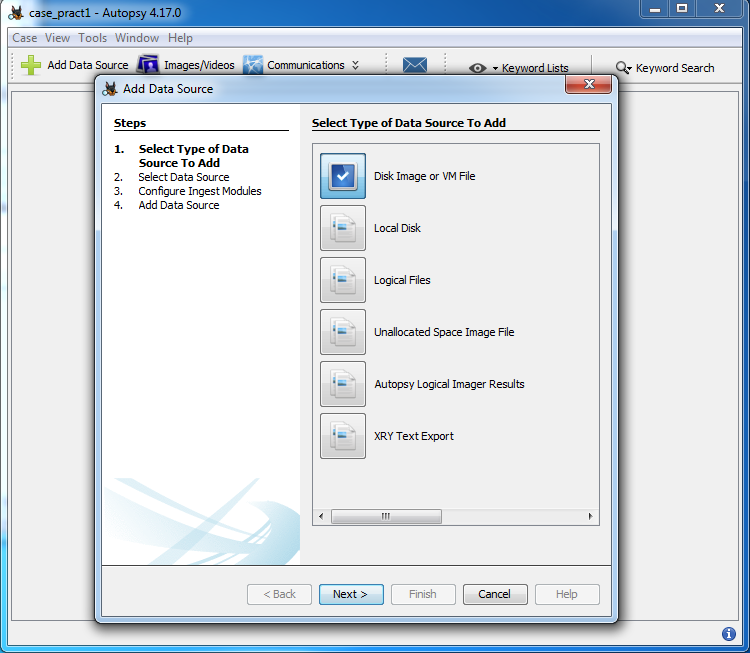 case_pract1 - Autopsy 4.17.0
Case View Tools Window Help
Add Data Source Images/Videos Communications Keyword Lists Keyword Search
Add Data Source
Steps
1. Select Type of Data
Source To Add
2. Select Data Source
3. Configure Ingest Modules
4. Add Data Source
Select Type of Data Source To Add
Disk Image or VM File
Local Disk
Logical Files
Unallocated Space Image File
Autopsy Logical Imager Results
XRY Text Export
< Back Next > Finish Cancel Help